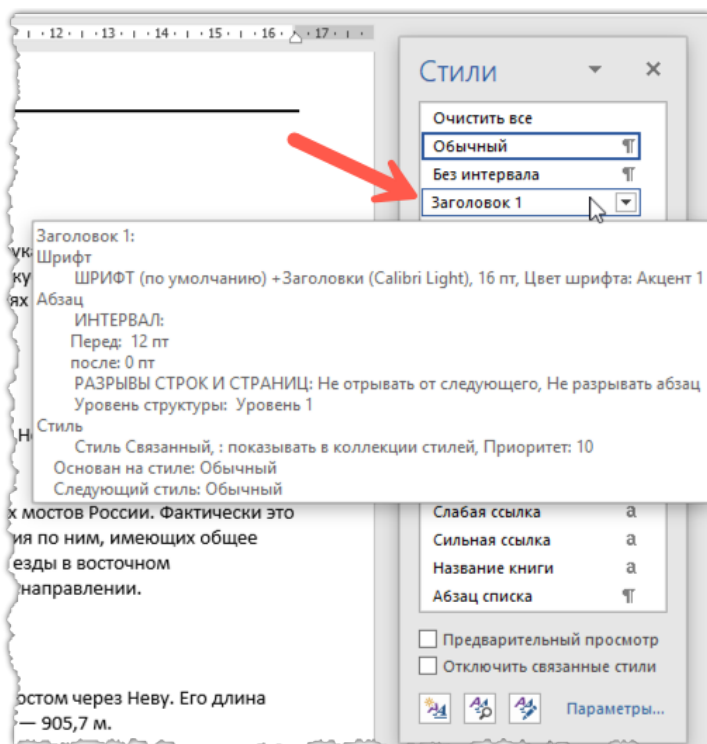 · 12 · · · 13 · · · 14 · · · 15 · · · 16 · · 17 · ·
Стили
Очистить все
Обычный ¶
Без интервала ¶
Заголовок 1
Заголовок 1:
Шрифт
ШРИФТ (по умолчанию) +Заголовки (Calibri Light), 16 пт, Цвет шрифта: Акцент 1
Абзац
ИНТЕРВАЛ:
Перед: 12 пт
после: 0 пт
РАЗРЫВЫ СТРОК И СТРАНИЦ: Не отрывать от следующего, Не разрывать абзац
Уровень структуры: Уровень 1
Стиль
Стиль Связанный, : показывать в коллекции стилей, Приоритет: 10
Основан на стиле: Обычный
Следующий стиль: Обычный
х мостов России. Фактически это
ия по ним, имеющих общее
езды в восточном
направлении.
Слабая ссылка a
Сильная ссылка a
Название книги a
Абзац списка ¶
Предварительный просмотр
Отключить связанные стили
Параметры...
остом через Неву. Его длина
— 905,7 м.